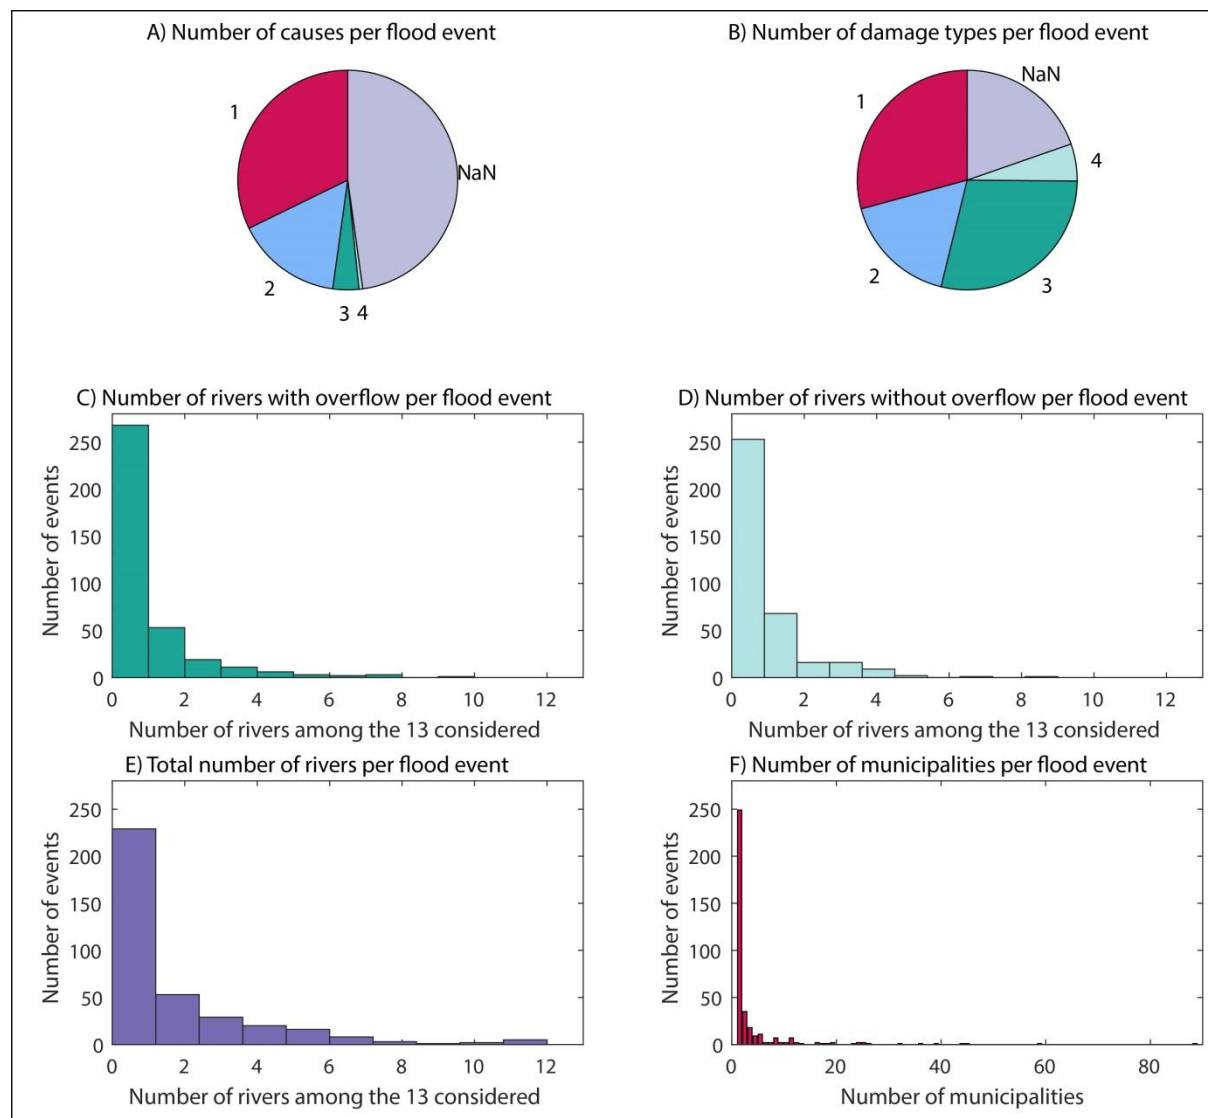 A) Number of causes per flood event
B) Number of damage types per flood event
1
NaN
2
3
4
1
NaN
4
2
3
C) Number of rivers with overflow per flood event
Number of events
250
200
150
100
50
0
0 2 4 6 8 10 12
Number of rivers among the 13 considered
D) Number of rivers without overflow per flood event
Number of events
250
200
150
100
50
0
0 2 4 6 8 10 12
Number of rivers among the 13 considered
E) Total number of rivers per flood event
Number of events
250
200
150
100
50
0
0 2 4 6 8 10 12
Number of rivers among the 13 considered
F) Number of municipalities per flood event
Number of events
250
200
150
100
50
0
0 20 40 60 80
Number of municipalities